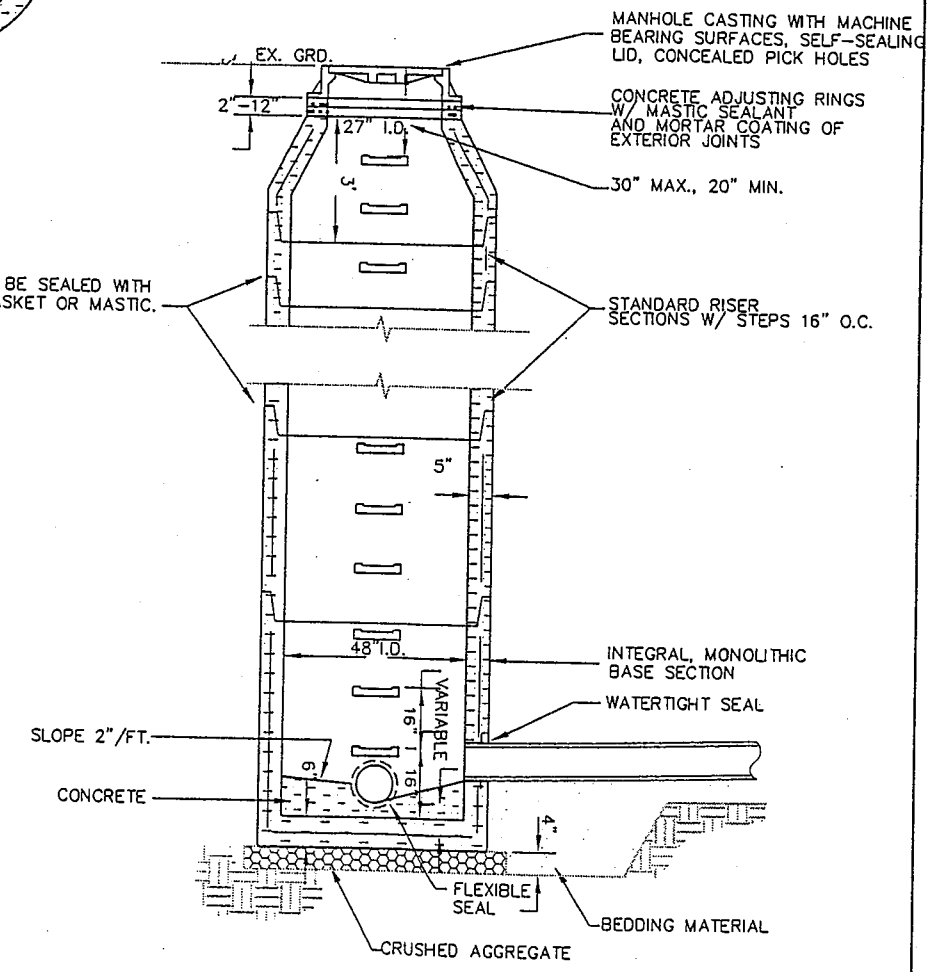 MANHOLE CASTING WITH MACHINE
BEARING SURFACES, SELF-SEALING
LID, CONCEALED PICK HOLES
EX. GRD.
2"-12"
CONCRETE ADJUSTING RINGS
W/ MASTIC SEALANT
AND MORTAR COATING OF
EXTERIOR JOINTS
27" I.D.
30" MAX., 20" MIN.
3'
BE SEALED WITH
OR MASTIC.
STANDARD RISER
SECTIONS W/ STEPS 16" O.C.
5"
48" I.D.
INTEGRAL, MONOLITHIC
BASE SECTION
VARIABLE
16"
16"
WATERTIGHT SEAL
SLOPE 2"/FT.
6"
CONCRETE
4"
FLEXIBLE
SEAL
BEDDING MATERIAL
CRUSHED AGGREGATE